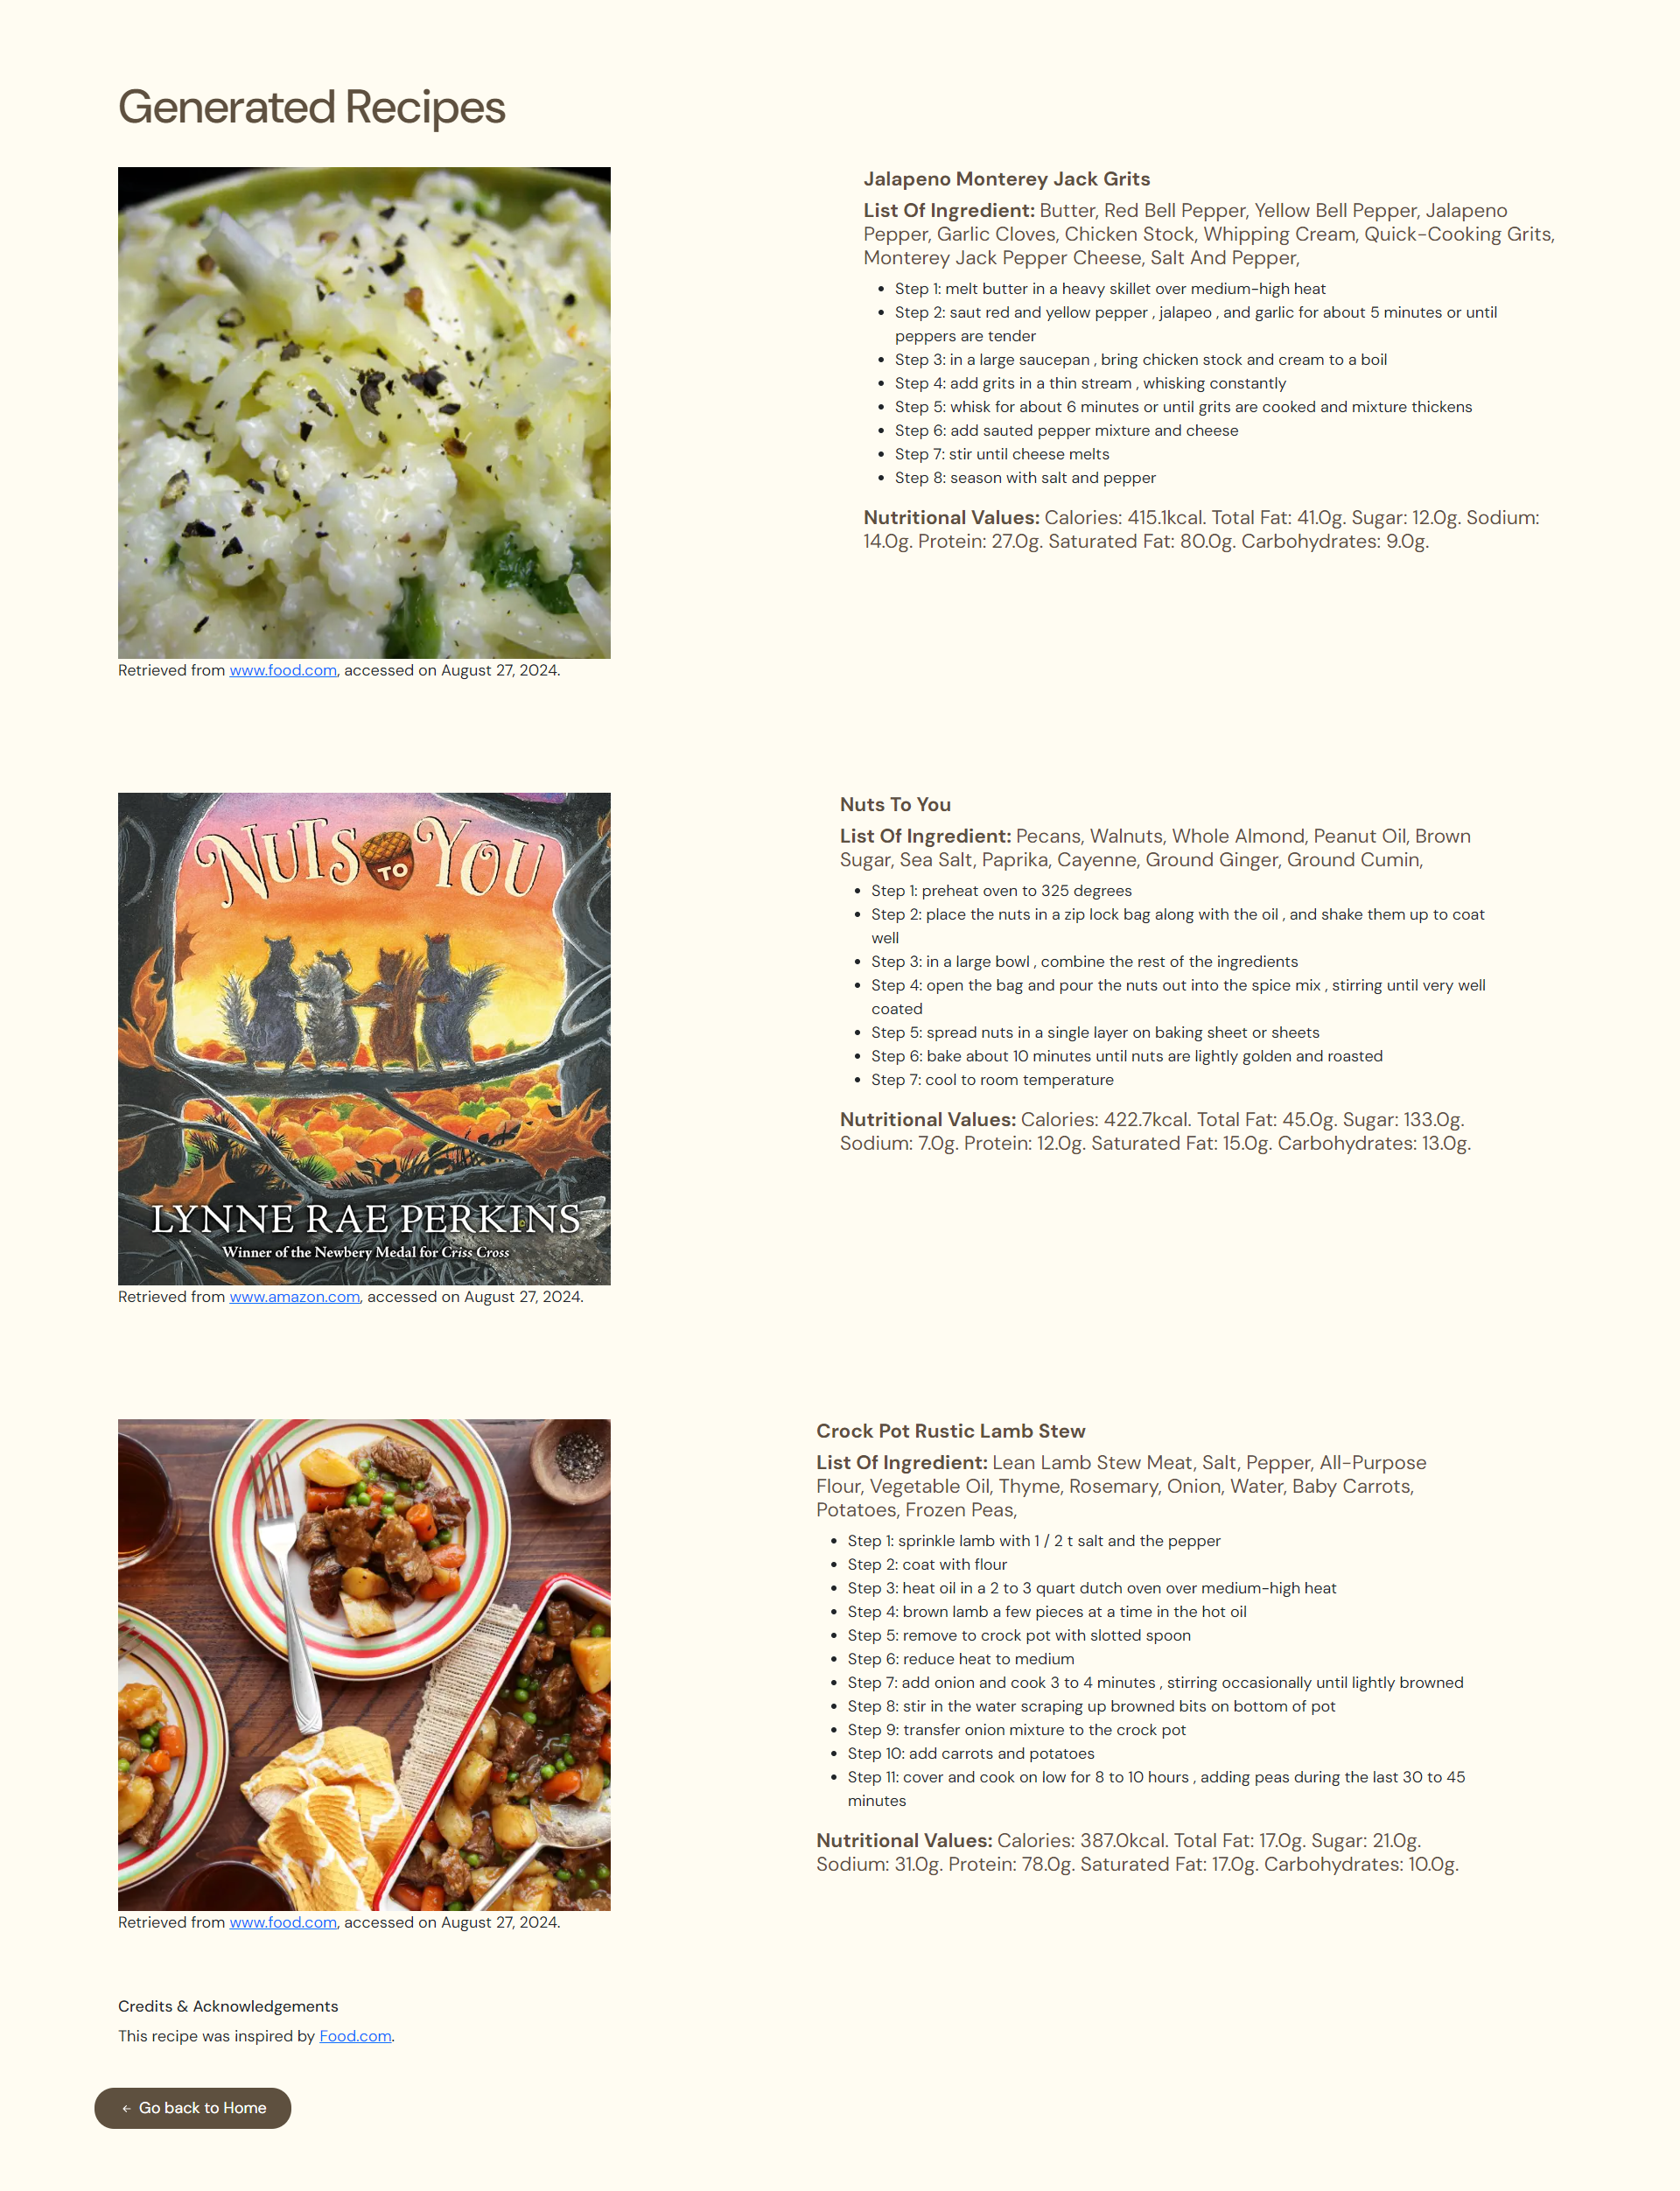 Generated Recipes
Jalapeno Monterey Jack Grits
List Of Ingredient: Butter, Red Bell Pepper, Yellow Bell Pepper, Jalapeno
Pepper, Garlic Cloves, Chicken Stock, Whipping Cream, Quick-Cooking Grits,
Monterey Jack Pepper Cheese, Salt And Pepper,
• Step 1: melt butter in a heavy skillet over medium-high heat
• Step 2: saut red and yellow pepper , jalapeo , and garlic for about 5 minutes or until
peppers are tender
• Step 3: in a large saucepan , bring chicken stock and cream to a boil
• Step 4: add grits in a thin stream , whisking constantly
• Step 5: whisk for about 6 minutes or until grits are cooked and mixture thickens
• Step 6: add sauted pepper mixture and cheese
• Step 7: stir until cheese melts
• Step 8: season with salt and pepper
Nutritional Values: Calories: 415.1kcal. Total Fat: 41.0g. Sugar: 12.0g. Sodium:
14.0g. Protein: 27.0g. Saturated Fat: 80.0g. Carbohydrates: 9.0g.
Retrieved from www.food.com, accessed on August 27, 2024.
NUTS TO YOU
LYNNE RAE PERKINS
Winner of the Newbery Medal for Criss Cross
Retrieved from www.amazon.com, accessed on August 27, 2024.
Nuts To You
List Of Ingredient: Pecans, Walnuts, Whole Almond, Peanut Oil, Brown
Sugar, Sea Salt, Paprika, Cayenne, Ground Ginger, Ground Cumin,
• Step 1: preheat oven to 325 degrees
• Step 2: place the nuts in a zip lock bag along with the oil , and shake them up to coat
well
• Step 3: in a large bowl , combine the rest of the ingredients
• Step 4: open the bag and pour the nuts out into the spice mix , stirring until very well
coated
• Step 5: spread nuts in a single layer on baking sheet or sheets
• Step 6: bake about 10 minutes until nuts are lightly golden and roasted
• Step 7: cool to room temperature
Nutritional Values: Calories: 422.7kcal. Total Fat: 45.0g. Sugar: 133.0g.
Sodium: 7.0g. Protein: 12.0g. Saturated Fat: 15.0g. Carbohydrates: 13.0g.
Crock Pot Rustic Lamb Stew
List Of Ingredient: Lean Lamb Stew Meat, Salt, Pepper, All-Purpose
Flour, Vegetable Oil, Thyme, Rosemary, Onion, Water, Baby Carrots,
Potatoes, Frozen Peas,
• Step 1: sprinkle lamb with 1 / 2 t salt and the pepper
• Step 2: coat with flour
• Step 3: heat oil in a 2 to 3 quart dutch oven over medium-high heat
• Step 4: brown lamb a few pieces at a time in the hot oil
• Step 5: remove to crock pot with slotted spoon
• Step 6: reduce heat to medium
• Step 7: add onion and cook 3 to 4 minutes , stirring occasionally until lightly browned
• Step 8: stir in the water scraping up browned bits on bottom of pot
• Step 9: transfer onion mixture to the crock pot
• Step 10: add carrots and potatoes
• Step 11: cover and cook on low for 8 to 10 hours , adding peas during the last 30 to 45
minutes
Nutritional Values: Calories: 387.0kcal. Total Fat: 17.0g. Sugar: 21.0g.
Sodium: 31.0g. Protein: 78.0g. Saturated Fat: 17.0g. Carbohydrates: 10.0g.
Retrieved from www.food.com, accessed on August 27, 2024.
Credits & Acknowledgements
This recipe was inspired by Food.com.
← Go back to Home